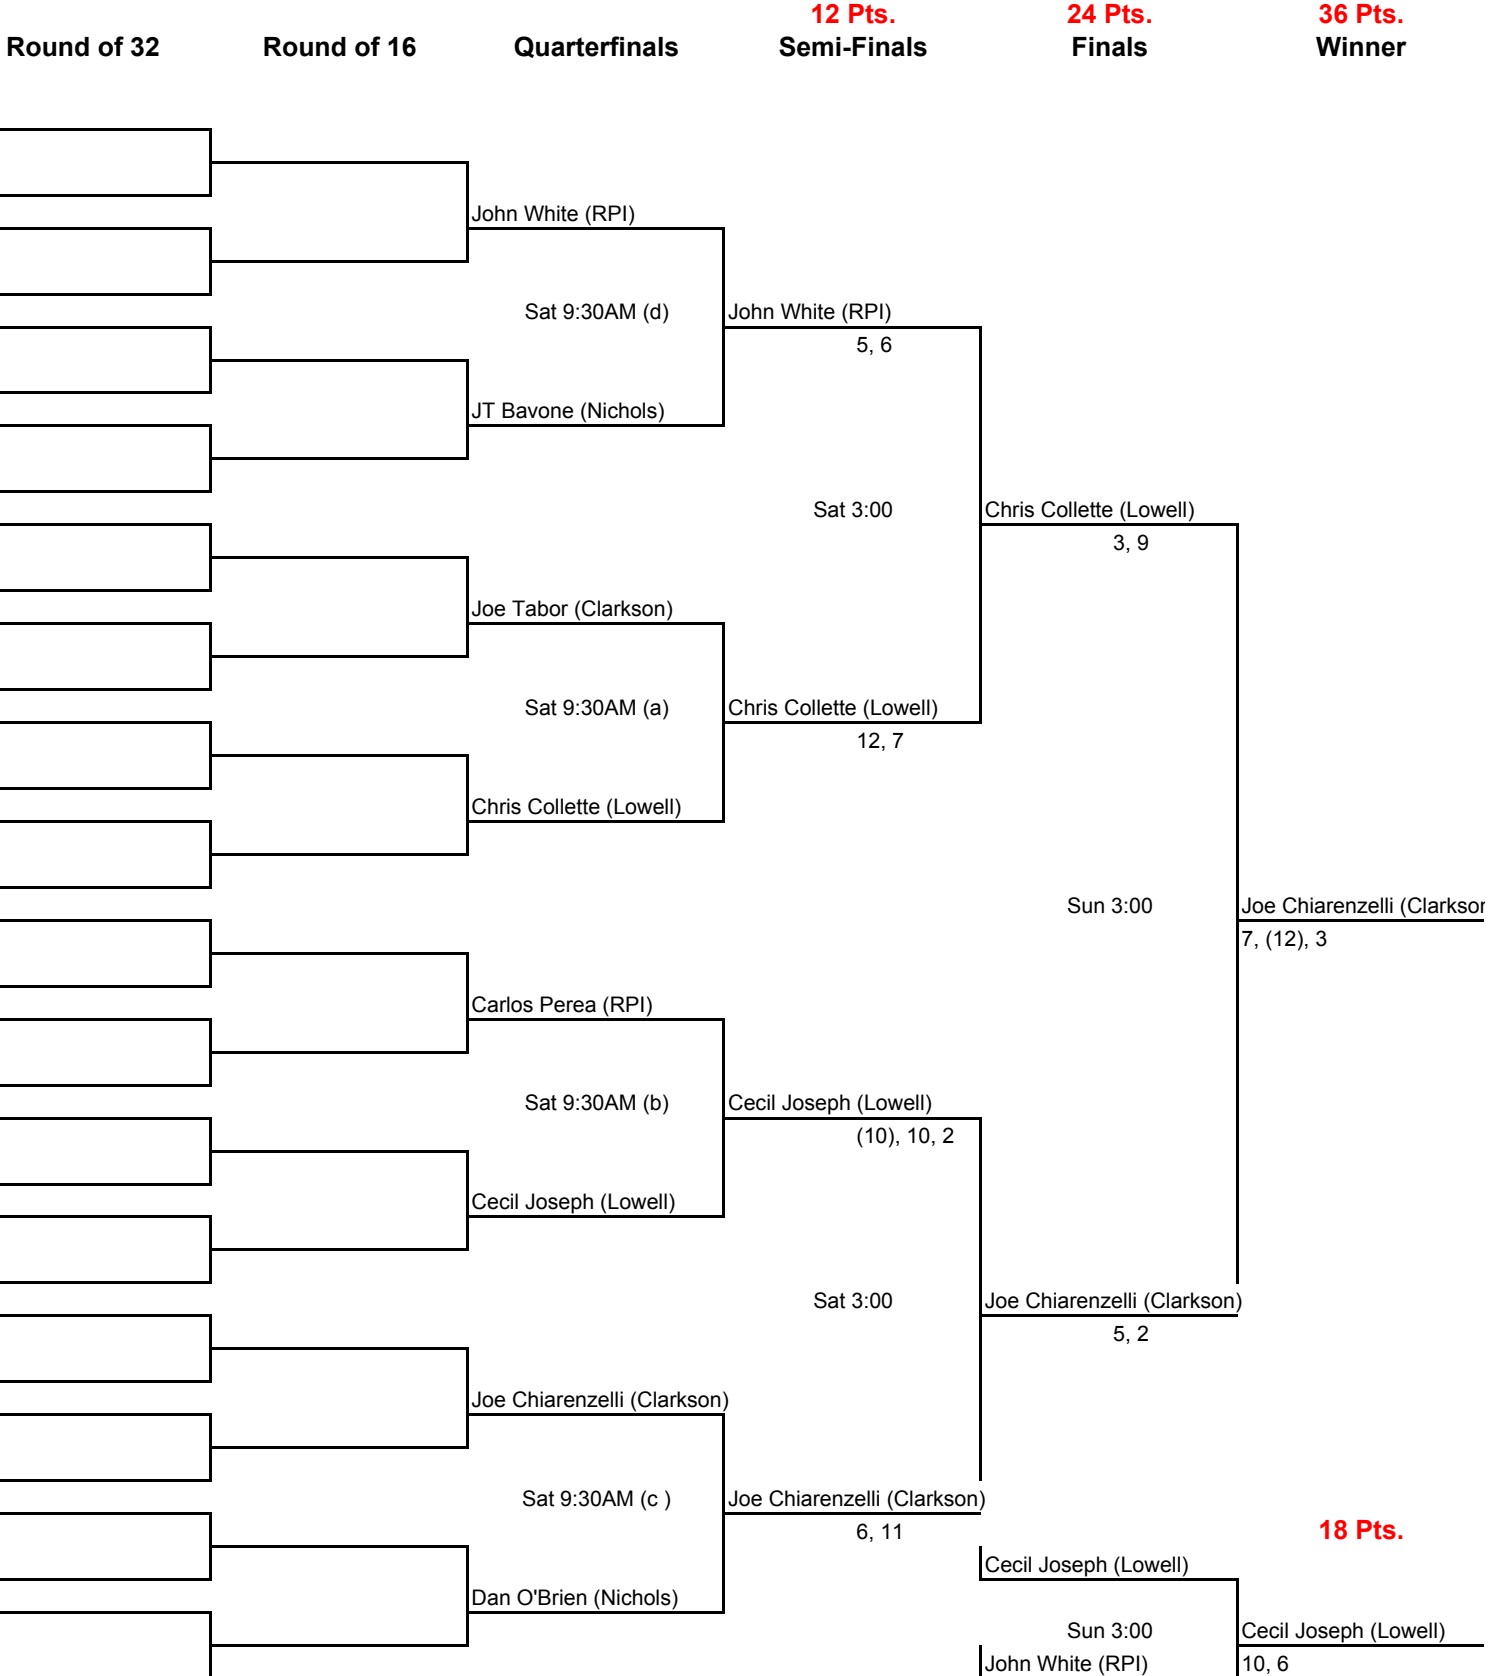 12 Pts. 24 Pts. 36 Pts.
Round of 32 Round of 16 Quarterfinals Semi-Finals Finals Winner
John White (RPI)
Sat 9:30AM (d) John White (RPI)
5, 6
JT Bavone (Nichols)
Sat 3:00 Chris Collette (Lowell)
3, 9
Joe Tabor (Clarkson)
Sat 9:30AM (a) Chris Collette (Lowell)
12, 7
Chris Collette (Lowell)
Sun 3:00 Joe Chiarenzelli (Clarkson
7, (12), 3
Carlos Perea (RPI)
Sat 9:30AM (b) Cecil Joseph (Lowell)
(10), 10, 2
Cecil Joseph (Lowell)
Sat 3:00 Joe Chiarenzelli (Clarkson)
5, 2
Joe Chiarenzelli (Clarkson)
Sat 9:30AM (c ) Joe Chiarenzelli (Clarkson)
6, 11 18 Pts.
Cecil Joseph (Lowell)
Dan O'Brien (Nichols)
Sun 3:00 Cecil Joseph (Lowell)
John White (RPI) 10, 6